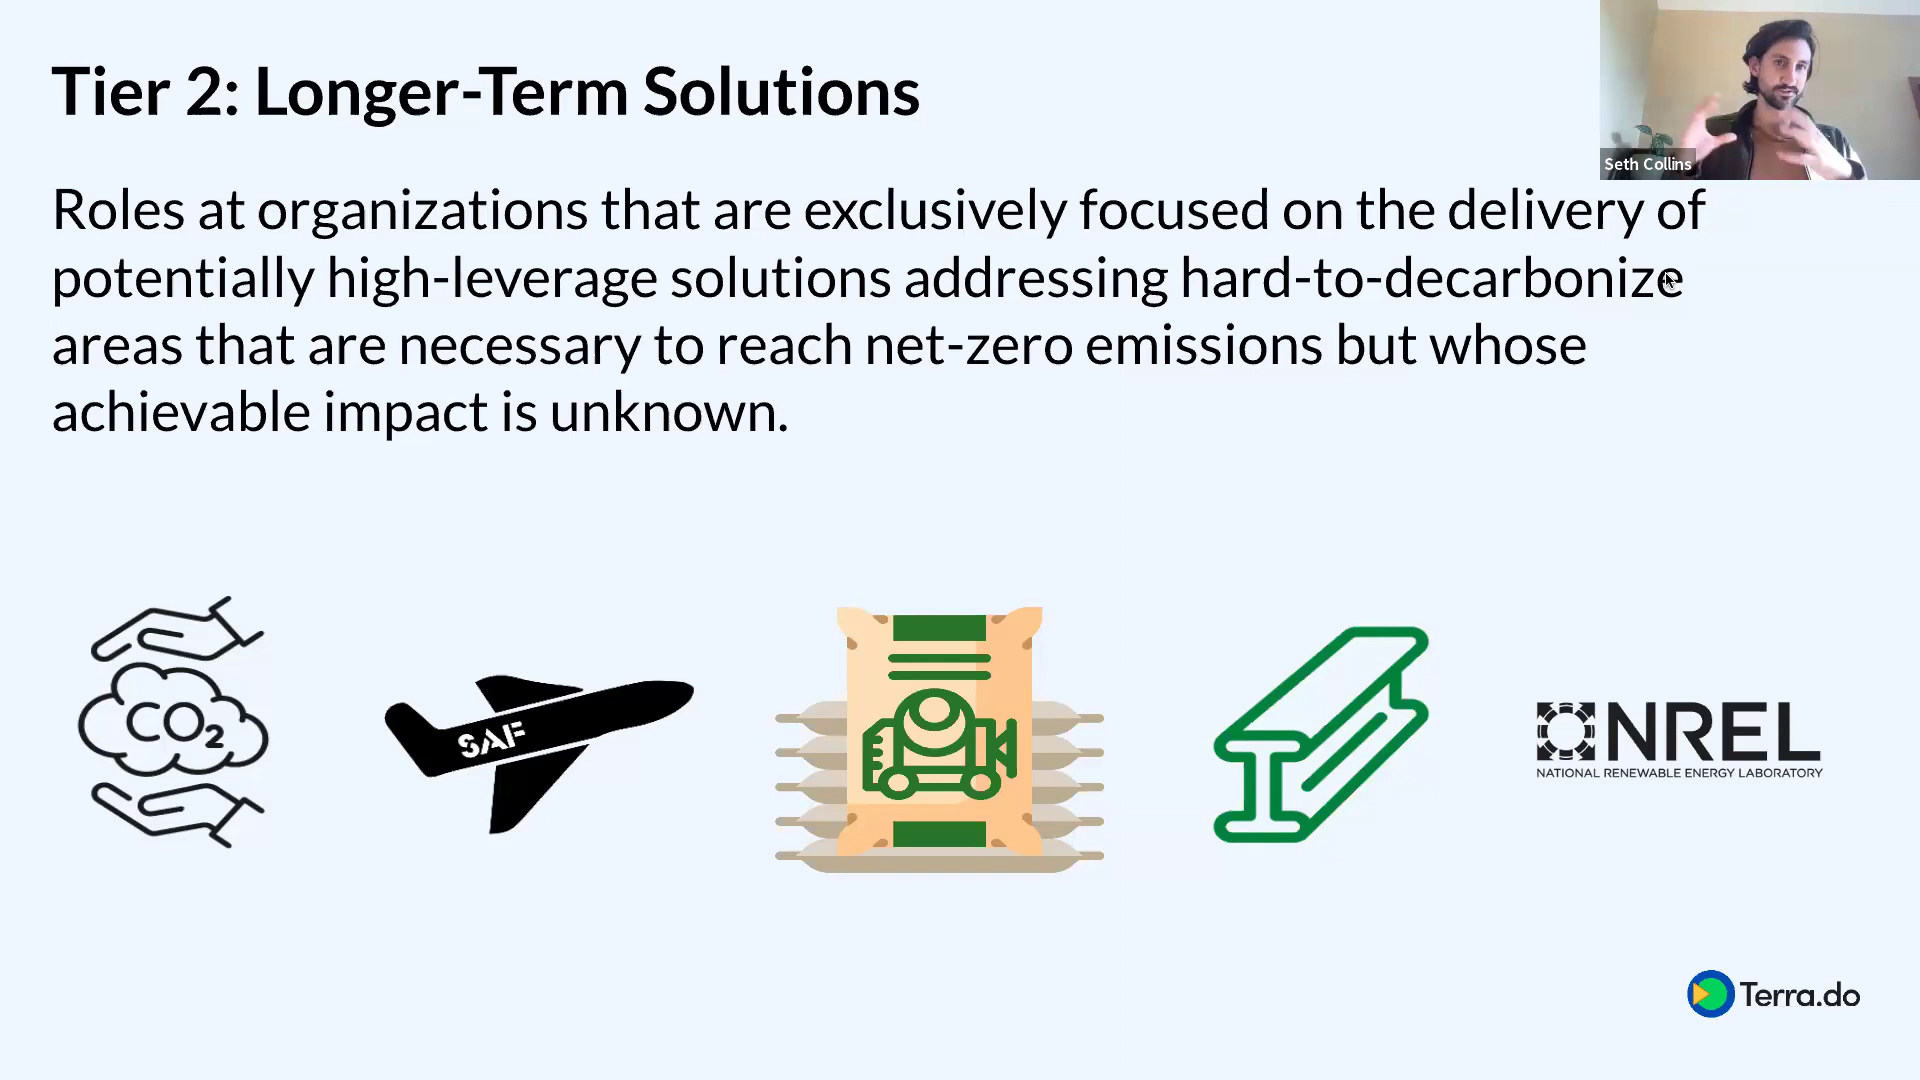 Tier 2: Longer-Term Solutions
Seth Collins
Roles at organizations that are exclusively focused on the delivery of
potentially high-leverage solutions addressing hard-to-decarbonize
areas that are necessary to reach net-zero emissions but whose
achievable impact is unknown.
CO₂
SAF
NREL
NATIONAL RENEWABLE ENERGY LABORATORY
Terra.do